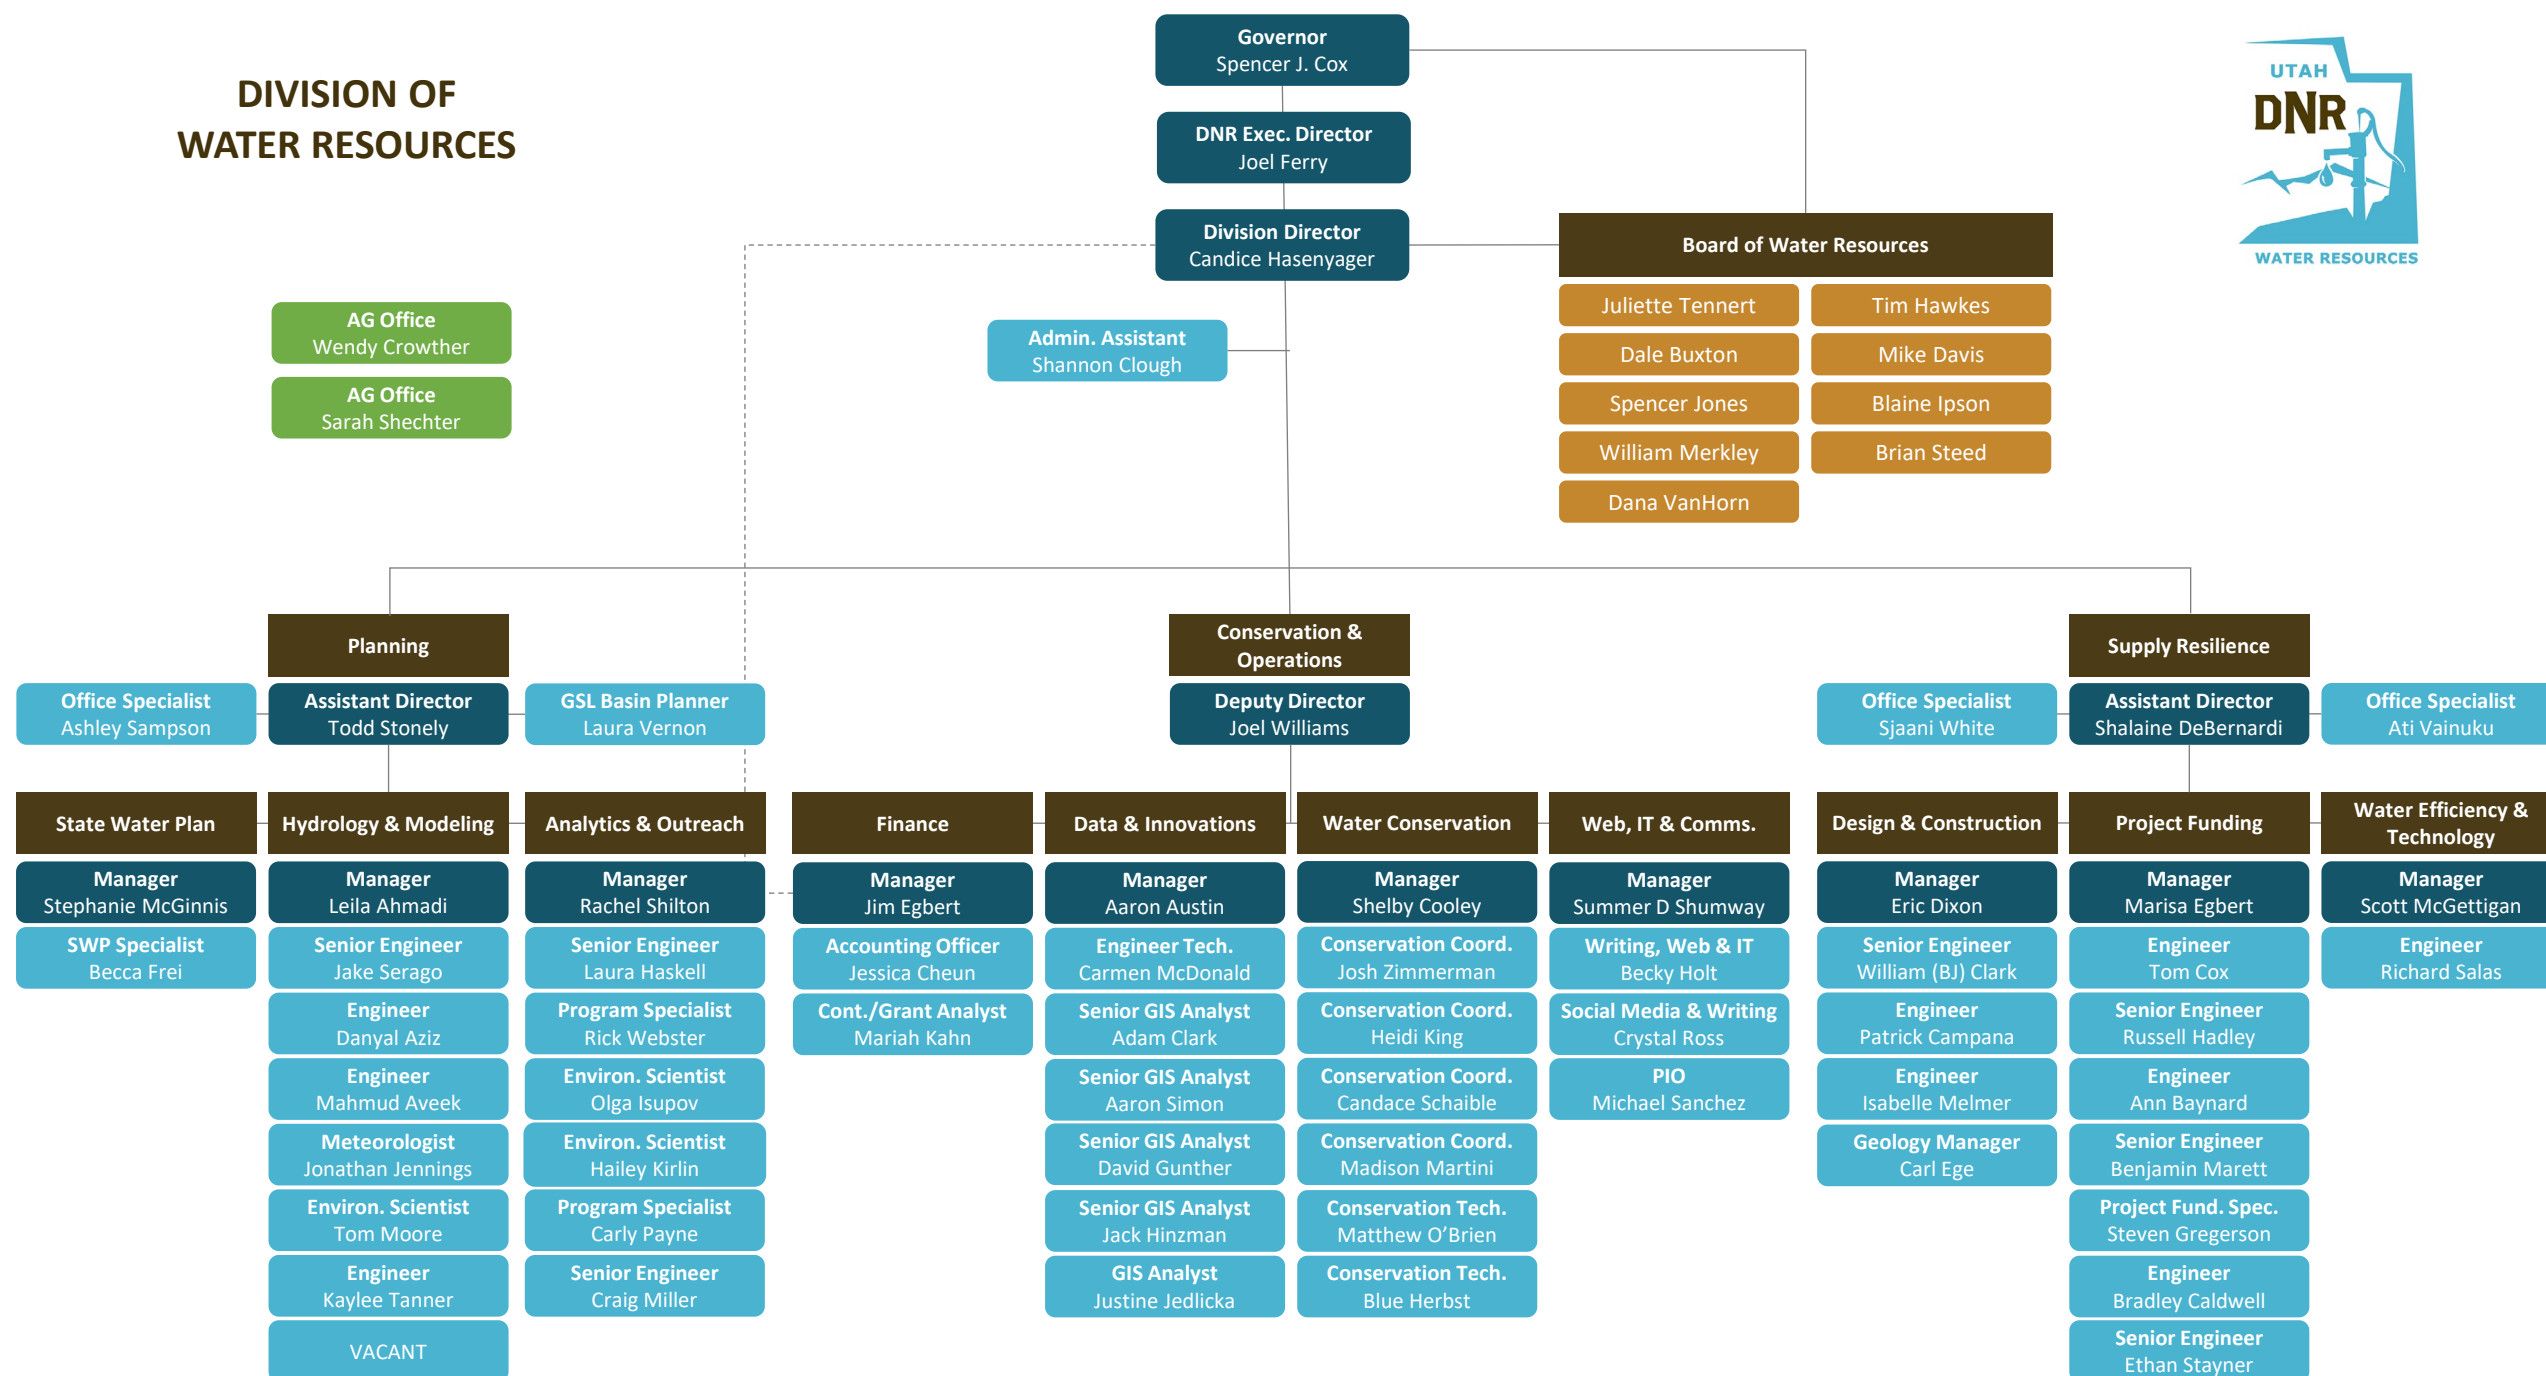 DIVISION OF
WATER RESOURCES
Governor
Spencer J. Cox
DNR Exec. Director
Joel Ferry
Division Director
Candice Hasenyager
UTAH
DNR
WATER RESOURCES
Board of Water Resources
Juliette Tennert
Tim Hawkes
Dale Buxton
Mike Davis
Spencer Jones
Blaine Ipson
William Merkley
Brian Steed
Dana VanHorn
AG Office
Wendy Crowther
AG Office
Sarah Shechter
Admin. Assistant
Shannon Clough
Planning
Office Specialist
Ashley Sampson
Assistant Director
Todd Stonely
GSL Basin Planner
Laura Vernon
Conservation &
Operations
Deputy Director
Joel Williams
Supply Resilience
Office Specialist
Sjaani White
Assistant Director
Shalaine DeBernardi
Office Specialist
Ati Vainuku
State Water Plan
Manager
Stephanie McGinnis
SWP Specialist
Becca Frei
Hydrology & Modeling
Manager
Leila Ahmadi
Senior Engineer
Jake Serago
Engineer
Danyal Aziz
Engineer
Mahmud Aveek
Meteorologist
Jonathan Jennings
Environ. Scientist
Tom Moore
Engineer
Kaylee Tanner
VACANT
Analytics & Outreach
Manager
Rachel Shilton
Senior Engineer
Laura Haskell
Program Specialist
Rick Webster
Environ. Scientist
Olga Isupov
Environ. Scientist
Hailey Kirlin
Program Specialist
Carly Payne
Senior Engineer
Craig Miller
Finance
Manager
Jim Egbert
Accounting Officer
Jessica Cheun
Cont./Grant Analyst
Mariah Kahn
Data & Innovations
Manager
Aaron Austin
Engineer Tech.
Carmen McDonald
Senior GIS Analyst
Adam Clark
Senior GIS Analyst
Aaron Simon
Senior GIS Analyst
David Gunther
Senior GIS Analyst
Jack Hinzman
GIS Analyst
Justine Jedlicka
Water Conservation
Manager
Shelby Cooley
Conservation Coord.
Josh Zimmerman
Conservation Coord.
Heidi King
Conservation Coord.
Candace Schaible
Conservation Coord.
Madison Martini
Conservation Tech.
Matthew O’Brien
Conservation Tech.
Blue Herbst
Web, IT & Comms.
Manager
Summer D Shumway
Writing, Web & IT
Becky Holt
Social Media & Writing
Crystal Ross
PIO
Michael Sanchez
Design & Construction
Manager
Eric Dixon
Senior Engineer
William (BJ) Clark
Engineer
Patrick Campana
Engineer
Isabelle Melmer
Geology Manager
Carl Ege
Project Funding
Manager
Marisa Egbert
Engineer
Tom Cox
Senior Engineer
Russell Hadley
Engineer
Ann Baynard
Senior Engineer
Benjamin Marett
Project Fund. Spec.
Steven Gregerson
Engineer
Bradley Caldwell
Senior Engineer
Ethan Stayner
Water Efficiency &
Technology
Manager
Scott McGettigan
Engineer
Richard Salas